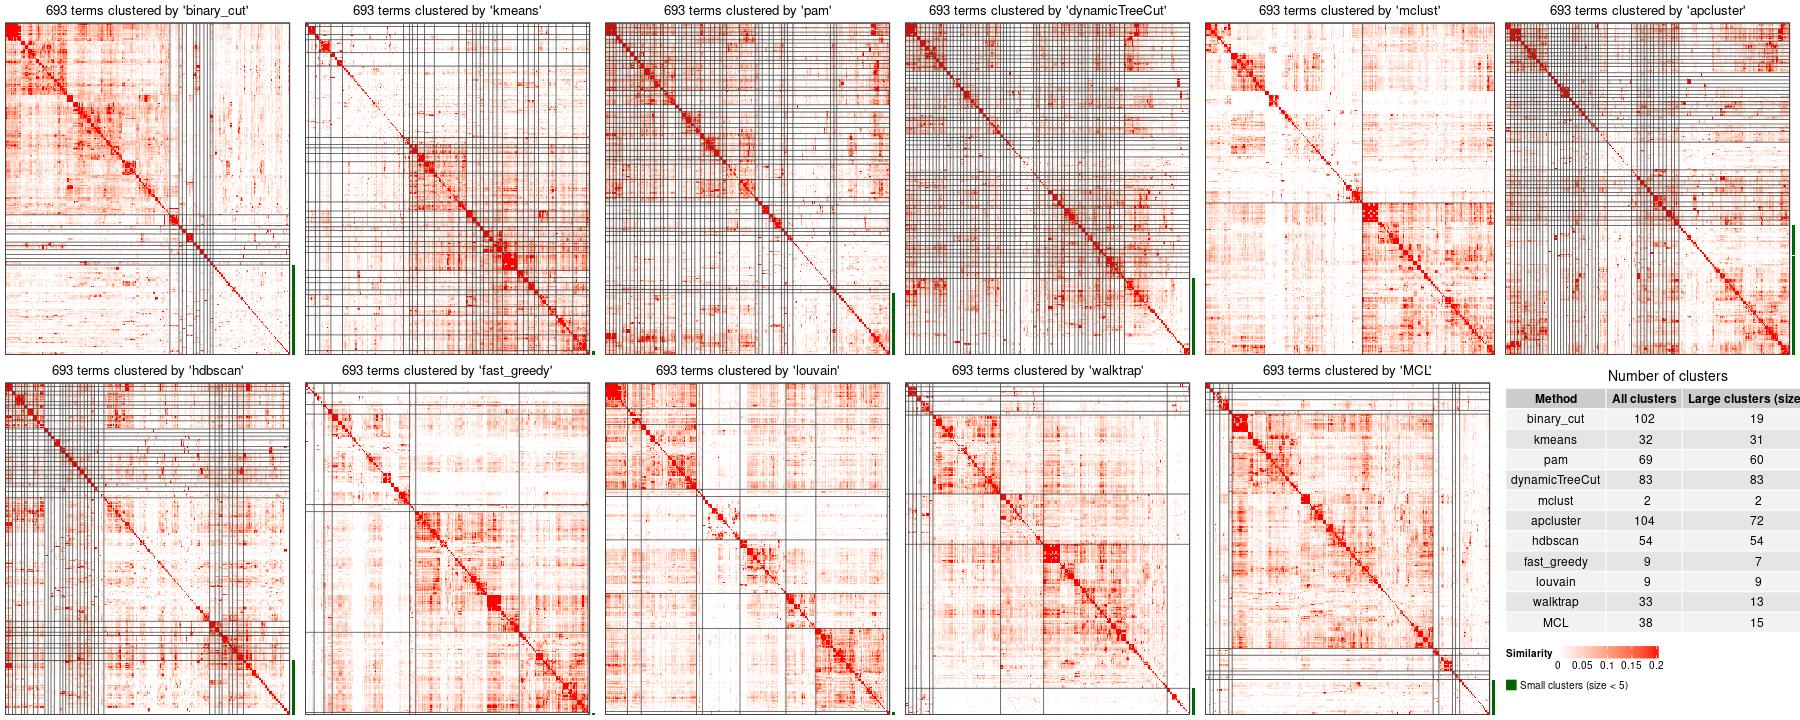 693 terms clustered by 'binary_cut'
693 terms clustered by 'kmeans'
693 terms clustered by 'pam'
693 terms clustered by 'dynamicTreeCut'
693 terms clustered by 'mclust'
693 terms clustered by 'apcluster'
693 terms clustered by 'hdbscan'
693 terms clustered by 'fast_greedy'
693 terms clustered by 'louvain'
693 terms clustered by 'walktrap'
693 terms clustered by 'MCL'
Number of clusters
Method All clusters Large clusters (size
binary_cut 102 19
kmeans 32 31
pam 69 60
dynamicTreeCut 83 83
mclust 2 2
apcluster 104 72
hdbscan 54 54
fast_greedy 9 7
louvain 9 9
walktrap 33 13
MCL 38 15
Similarity
0 0.05 0.1 0.15 0.2
Small clusters (size < 5)